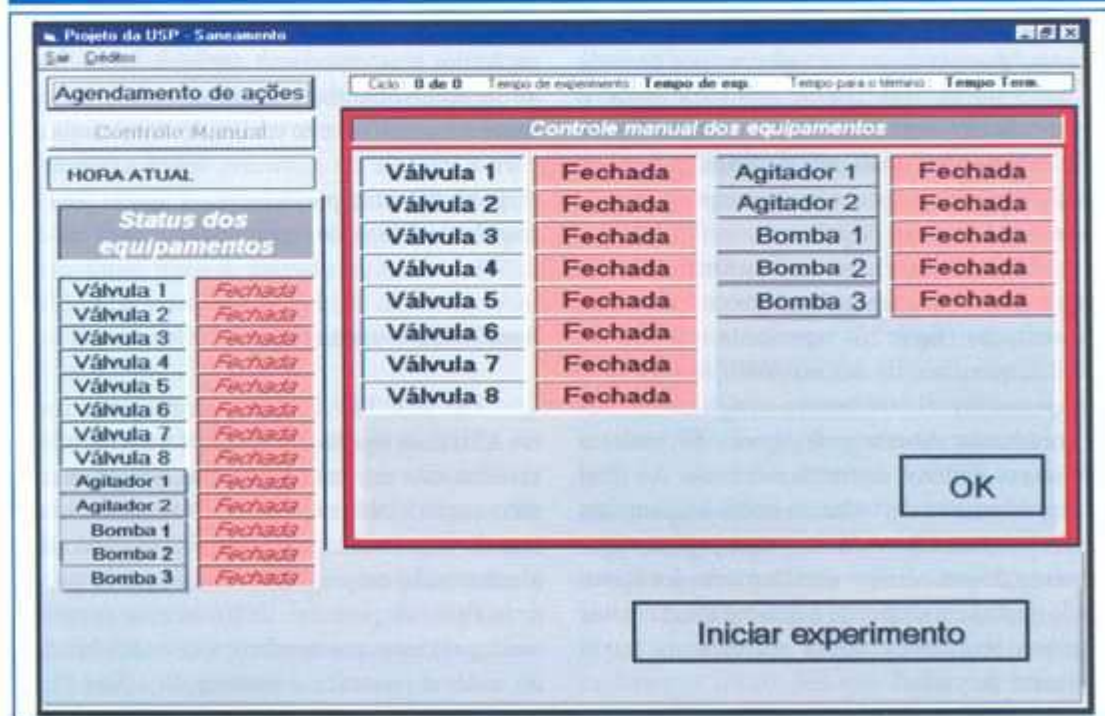 Projeto da USP - Saneamento
Sair Créditos
Agendamento de ações
Controle Manual
HORA ATUAL
Status dos
equipamentos
Válvula 1 Fechada
Válvula 2 Fechada
Válvula 3 Fechada
Válvula 4 Fechada
Válvula 5 Fechada
Válvula 6 Fechada
Válvula 7 Fechada
Válvula 8 Fechada
Agitador 1 Fechada
Agitador 2 Fechada
Bomba 1 Fechada
Bomba 2 Fechada
Bomba 3 Fechada
Ciclo: 0 de 0 Tempo de experimento: Tempo de exp. Tempo para o término: Tempo Term.
Controle manual dos equipamentos
Válvula 1 Fechada Agitador 1 Fechada
Válvula 2 Fechada Agitador 2 Fechada
Válvula 3 Fechada Bomba 1 Fechada
Válvula 4 Fechada Bomba 2 Fechada
Válvula 5 Fechada Bomba 3 Fechada
Válvula 6 Fechada
Válvula 7 Fechada
Válvula 8 Fechada
OK
Iniciar experimento